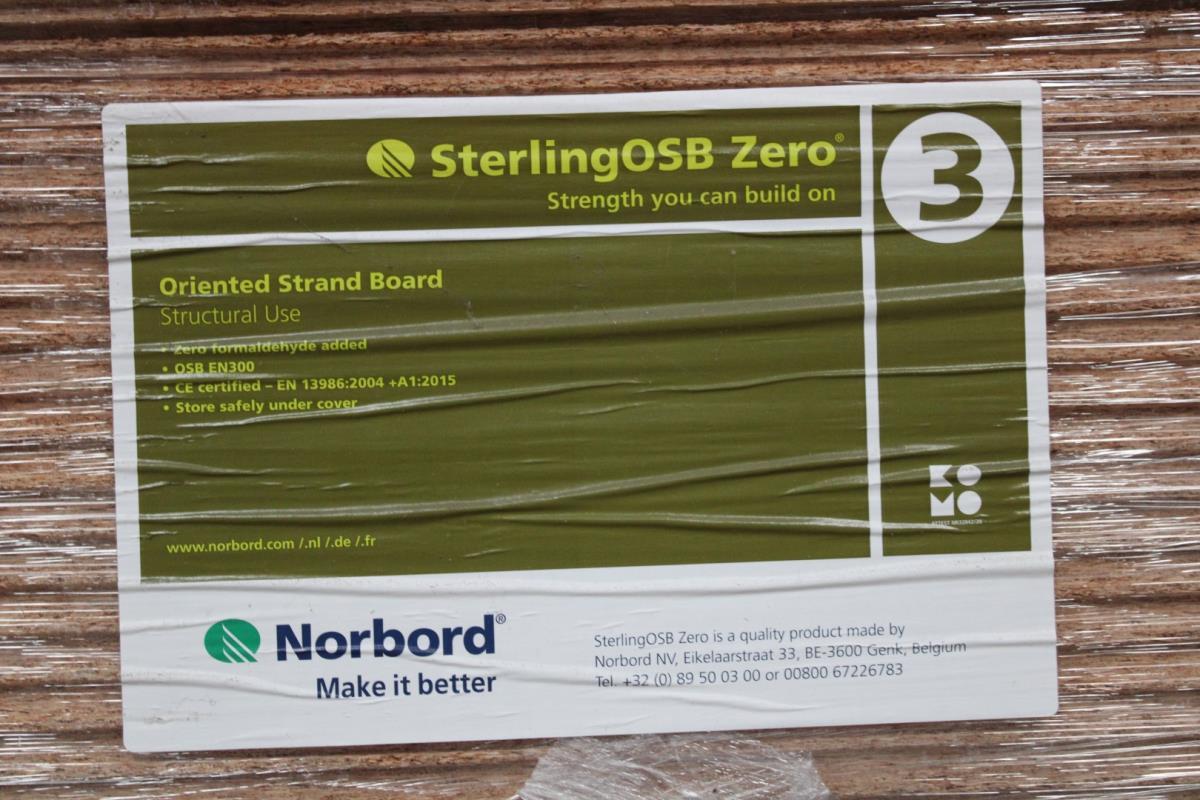 SterlingOSB Zero®
Strength you can build on
3
Oriented Strand Board
Structural Use
• Zero formaldehyde added
• OSB EN300
• CE certified – EN 13986:2004 +A1:2015
• Store safely under cover
KOMO
www.norbord.com /.nl /.de /.fr
Norbord®
Make it better
SterlingOSB Zero is a quality product made by
Norbord NV, Eikelaarstraat 33, BE-3600 Genk, Belgium
Tel. +32 (0) 89 50 03 00 or 00800 67226783